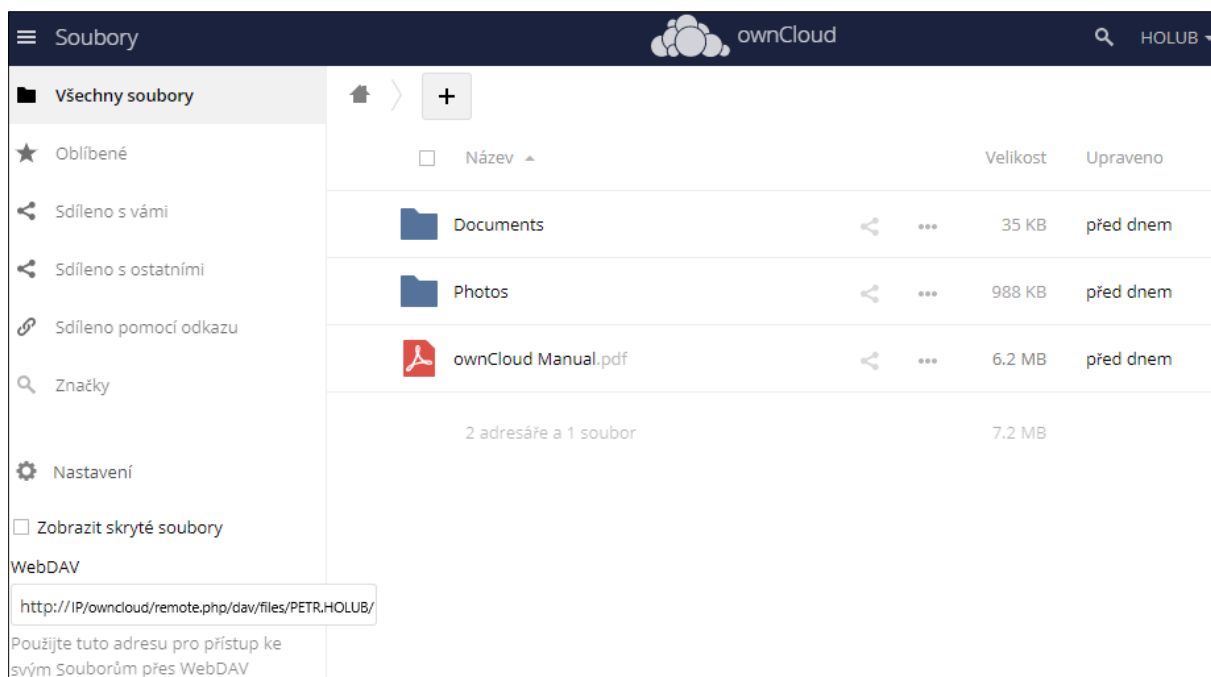 Soubory
ownCloud
HOLUB
Všechny soubory
+
Oblíbené
Název
Velikost
Upraveno
Sdíleno s vámi
Documents
35 KB
před dnem
Sdíleno s ostatními
Photos
988 KB
před dnem
Sdíleno pomocí odkazu
ownCloud Manual.pdf
6.2 MB
před dnem
Značky
2 adresáře a 1 soubor
7.2 MB
Nastavení
Zobrazit skryté soubory
WebDAV
http://IP/owncloud/remote.php/dav/files/PETR.HOLUB/
Použijte tuto adresu pro přístup ke
svým Souborům přes WebDAV